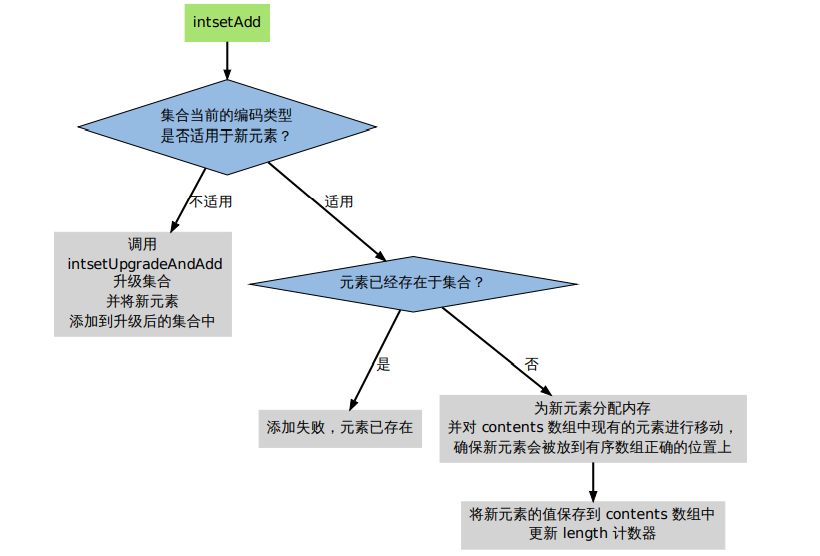 intsetAdd
集合当前的编码类型
是否适用于新元素？
不适用
适用
调用
intsetUpgradeAndAdd
升级集合
并将新元素
添加到升级后的集合中
元素已经存在于集合？
是
否
添加失败，元素已存在
为新元素分配内存
并对 contents 数组中现有的元素进行移动，
确保新元素会被放到有序数组正确的位置上
将新元素的值保存到 contents 数组中
更新 length 计数器